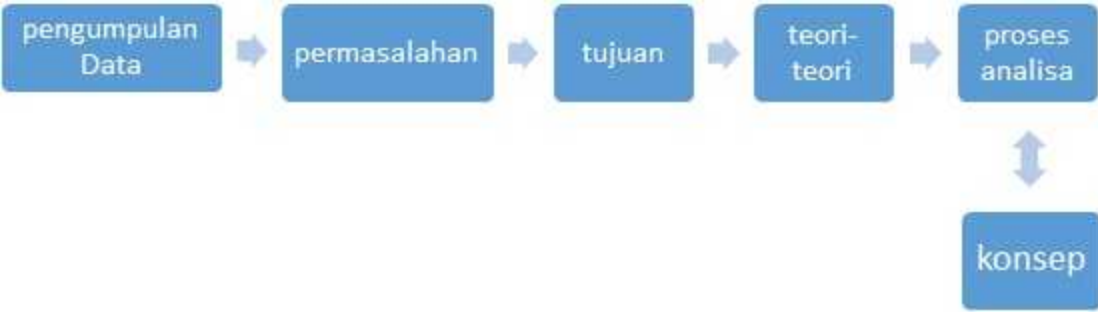 pengumpulan
Data
permasalahan
tujuan
teori-
teori
proses
analisa
konsep